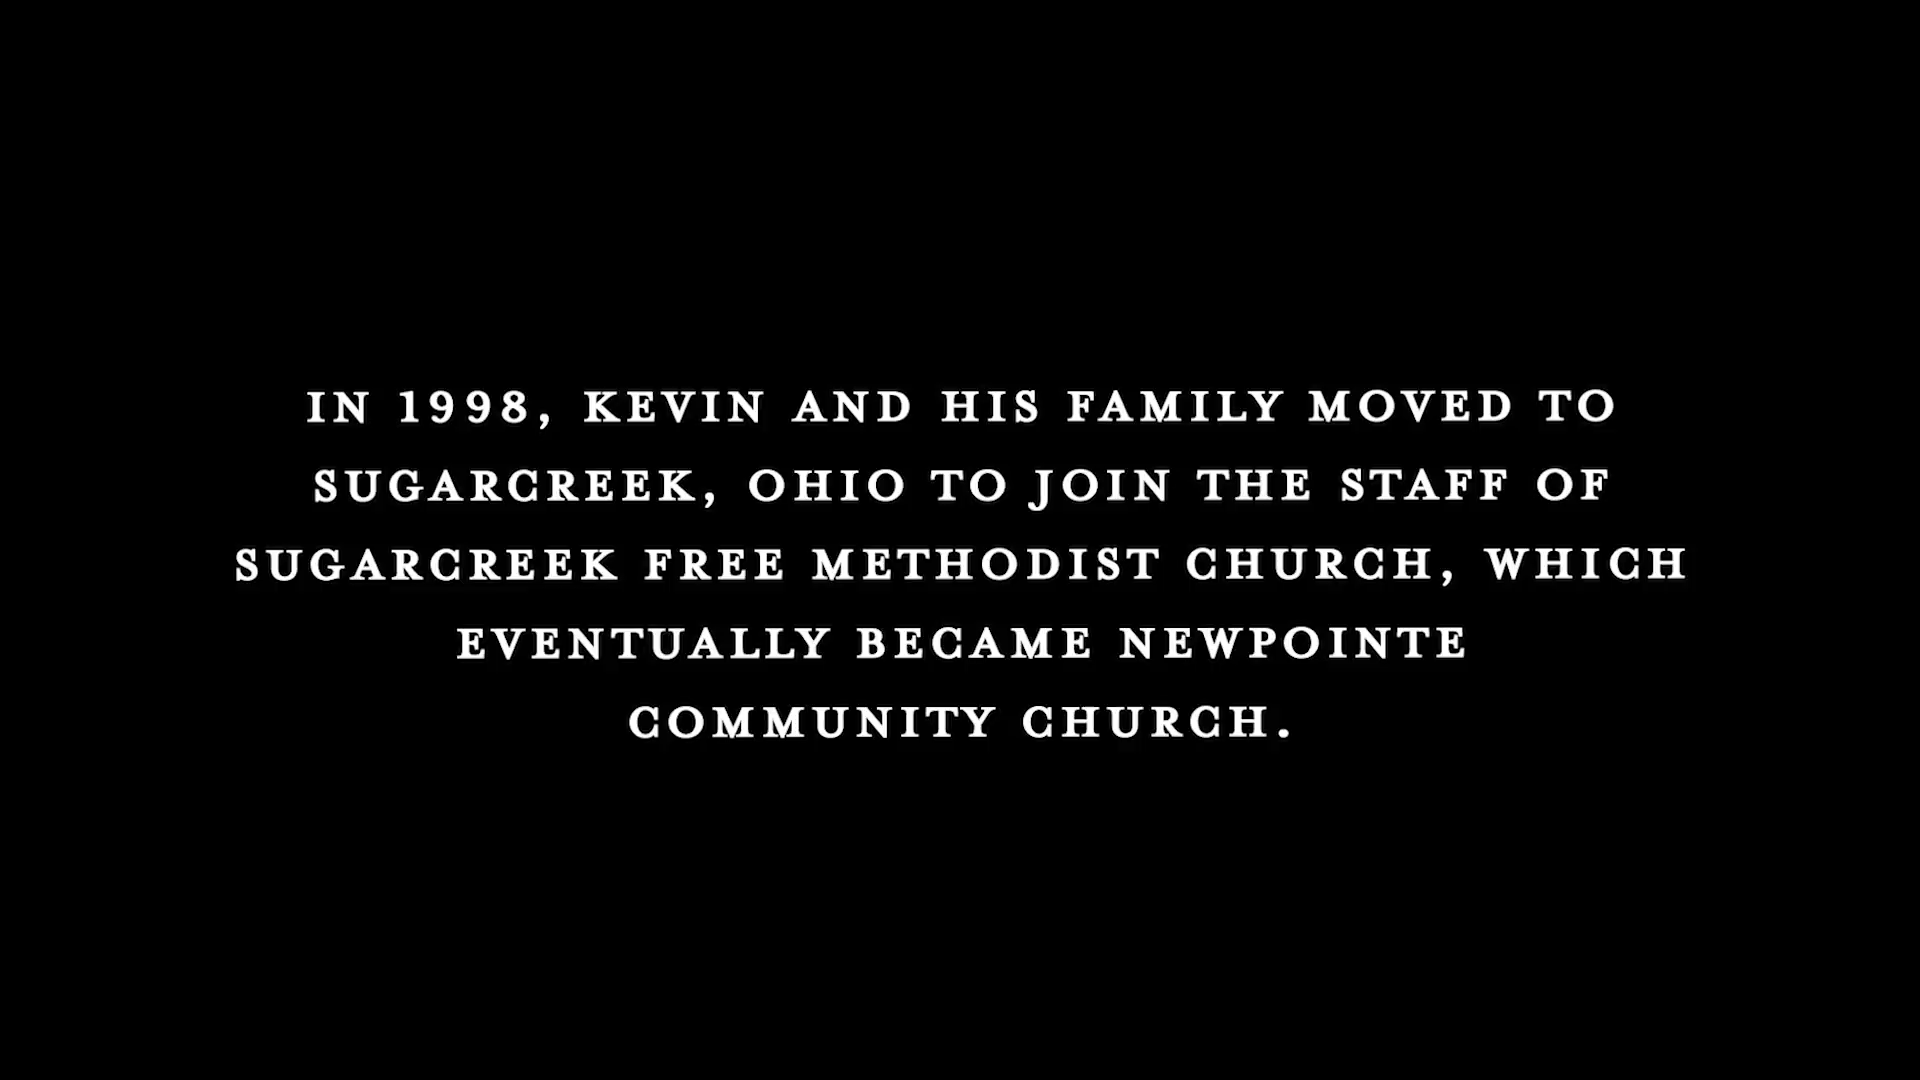 IN 1998, KEVIN AND HIS FAMILY MOVED TO
SUGARCREEK, OHIO TO JOIN THE STAFF OF
SUGARCREEK FREE METHODIST CHURCH, WHICH
EVENTUALLY BECAME NEWPOINTE
COMMUNITY CHURCH.